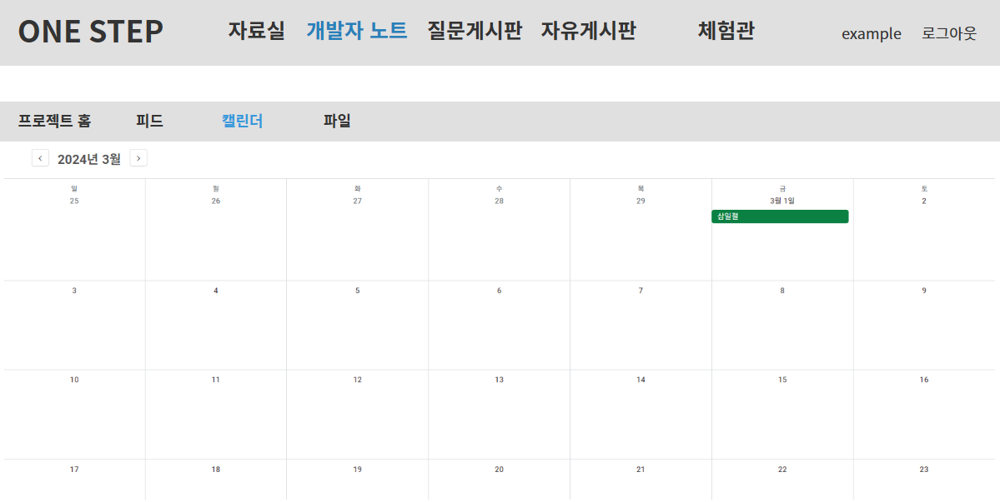 ONE STEP 자료실 개발자 노트 질문게시판 자유게시판 체험관 example 로그아웃
프로젝트 홈 피드 캘린더 파일
2024년 3월
일 월 화 수 목 금 토
25 26 27 28 29 3월 1일 2
삼일절
3 4 5 6 7 8 9
10 11 12 13 14 15 16
17 18 19 20 21 22 23